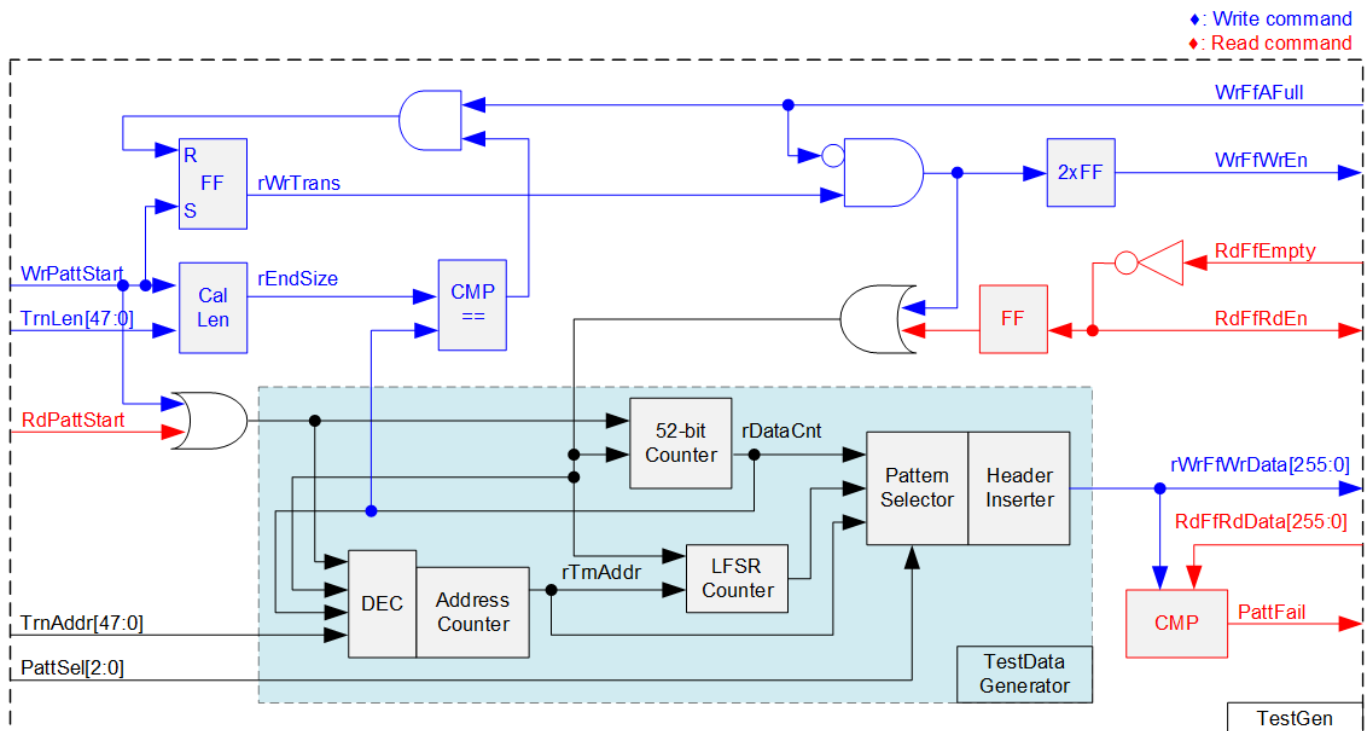 ♦: Write command
♦: Read command
WrFfAFull
R
FF
S
rWrTrans
2xFF
WrFfWrEn
WrPattStart
TrnLen[47:0]
Cal
Len
rEndSize
CMP
==
RdFfEmpty
FF
RdFfRdEn
RdPattStart
52-bit
Counter
rDataCnt
Pattern
Selector
Header
Inserter
rWrFfWrData[255:0]
RdFfRdData[255:0]
DEC
Address
Counter
rTrnAddr
LFSR
Counter
CMP
PattFail
TrnAddr[47:0]
PattSel[2:0]
TestData
Generator
TestGen